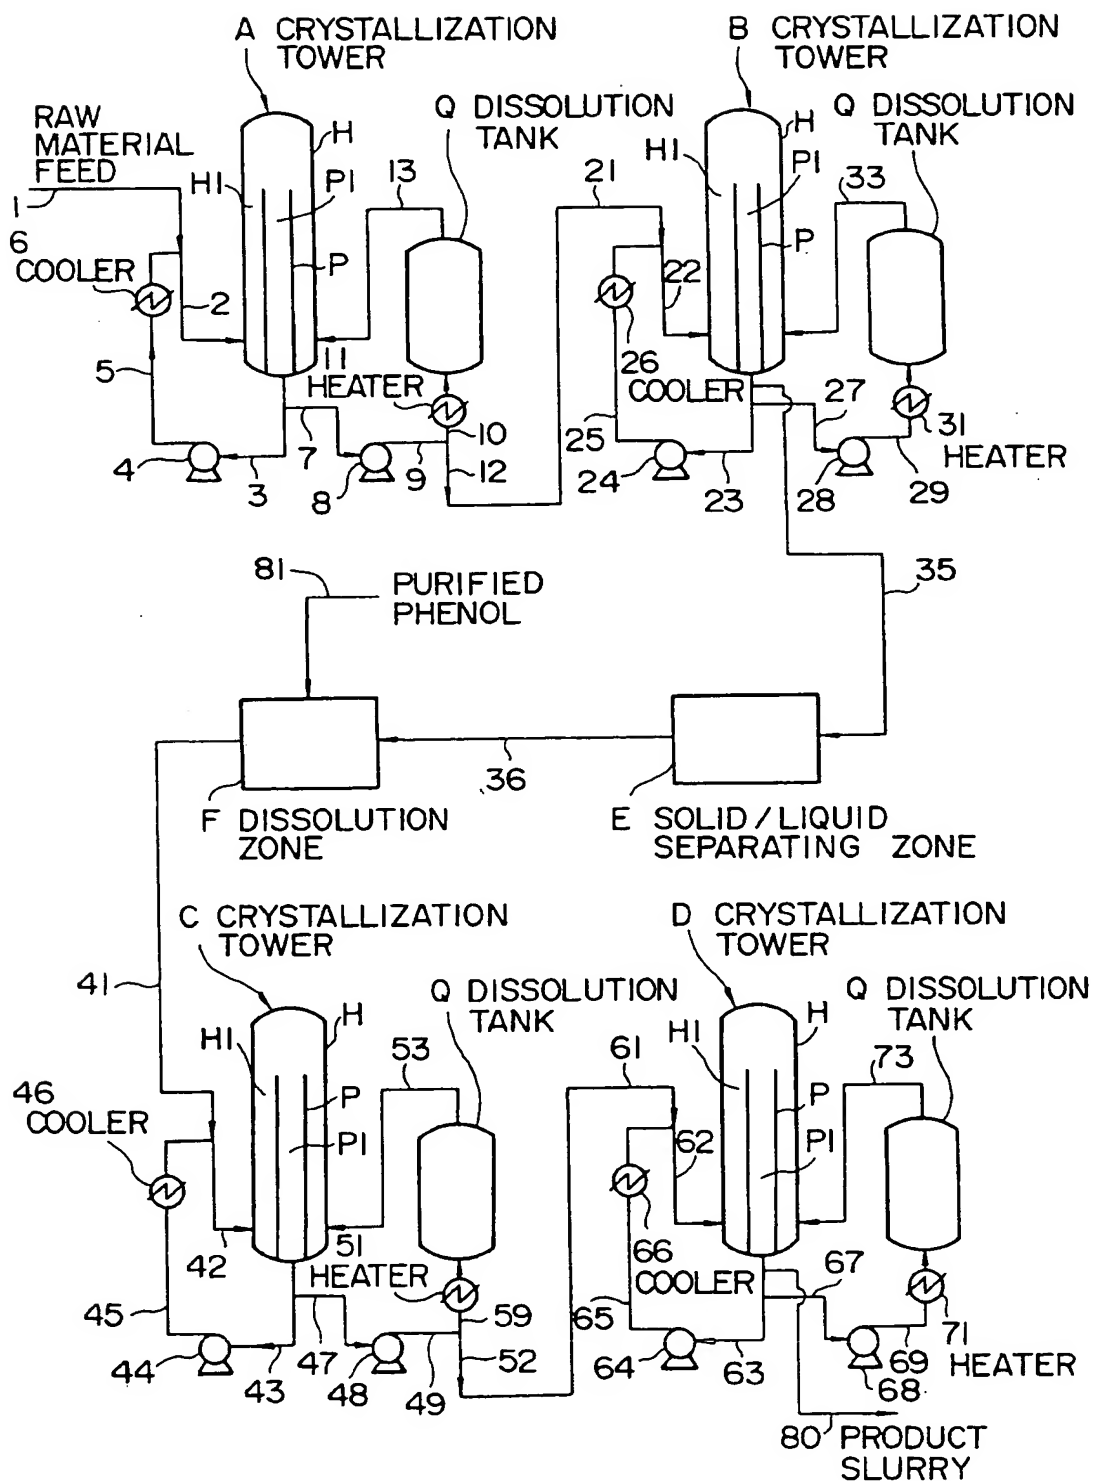 A CRYSTALLIZATION
TOWER
B CRYSTALLIZATION
TOWER
Q DISSOLUTION
TANK
Q DISSOLUTION
TANK
RAW
MATERIAL
FEED
H
H1
P1
13
21
H
H1
P1
33
1
6
COOLER
P
2
P
22
5
11
HEATER
26
COOLER
27
10
25
31
HEATER
4
3
7
8
9
12
24
23
28
29
81
PURIFIED
PHENOL
35
36
F DISSOLUTION
ZONE
E SOLID/LIQUID
SEPARATING ZONE
C CRYSTALLIZATION
TOWER
D CRYSTALLIZATION
TOWER
41
Q DISSOLUTION
TANK
Q DISSOLUTION
TANK
H
H1
53
61
H
H1
73
46
COOLER
P
P1
62
P
P1
42
51
HEATER
66
COOLER
67
45
59
65
71
HEATER
44
43
47
48
49
52
64
63
69
68
80 PRODUCT
SLURRY